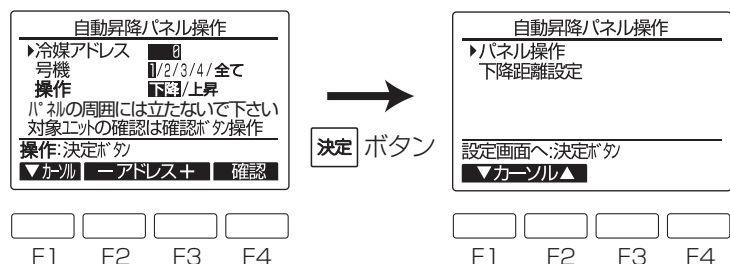 自動昇降パネル操作
▶冷媒アドレス 0
号機 1/2/3/4/全て
操作 下降/上昇
パネルの周囲には立たないで下さい
対象ユニットの確認は確認ボタン操作
操作:決定ボタン
▼カーソル －アドレス＋ 確認
F1 F2 F3 F4
決定 ボタン
自動昇降パネル操作
▶パネル操作
下降距離設定
設定画面へ:決定ボタン
▼カーソル▲
F1 F2 F3 F4